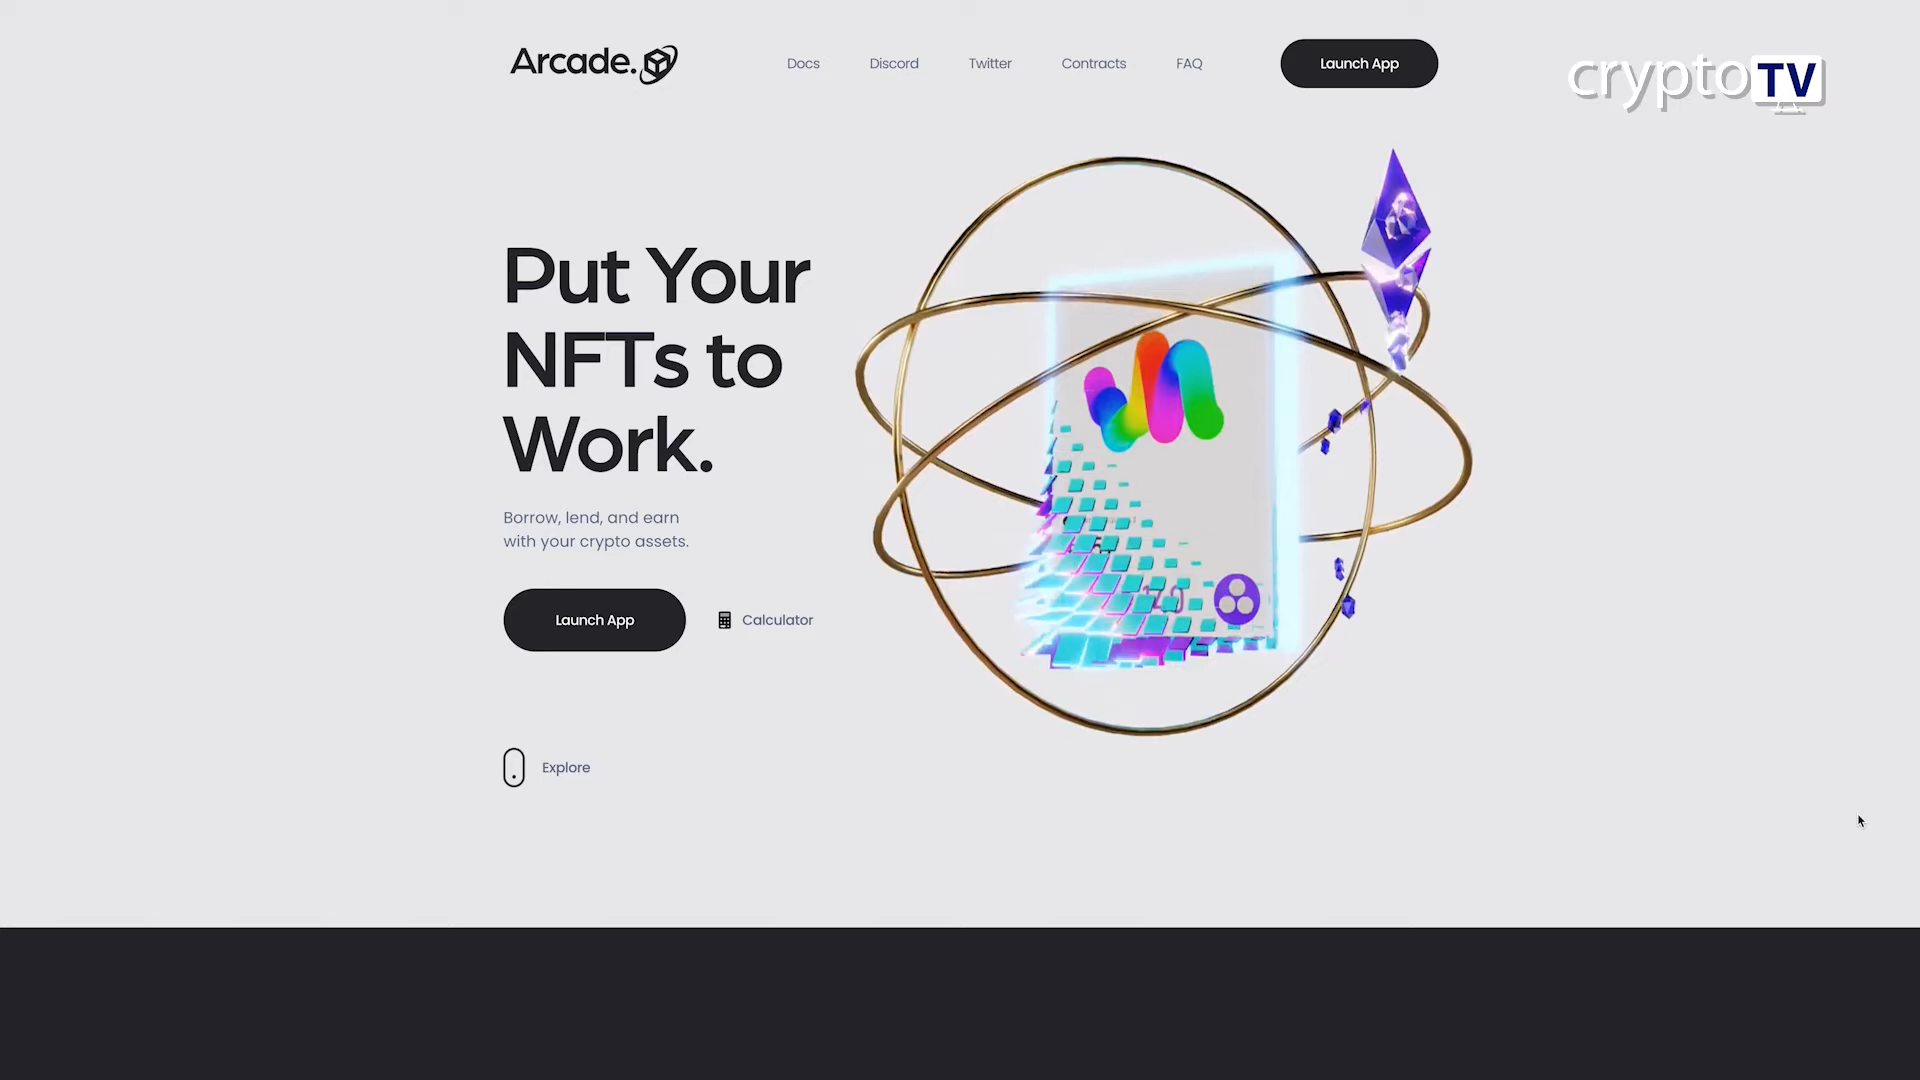 Arcade.
Docs
Discord
Twitter
Contracts
FAQ
Launch App
cryptoTV
Put Your
NFTs to
Work.
Borrow, lend, and earn
with your crypto assets.
Launch App
Calculator
Explore